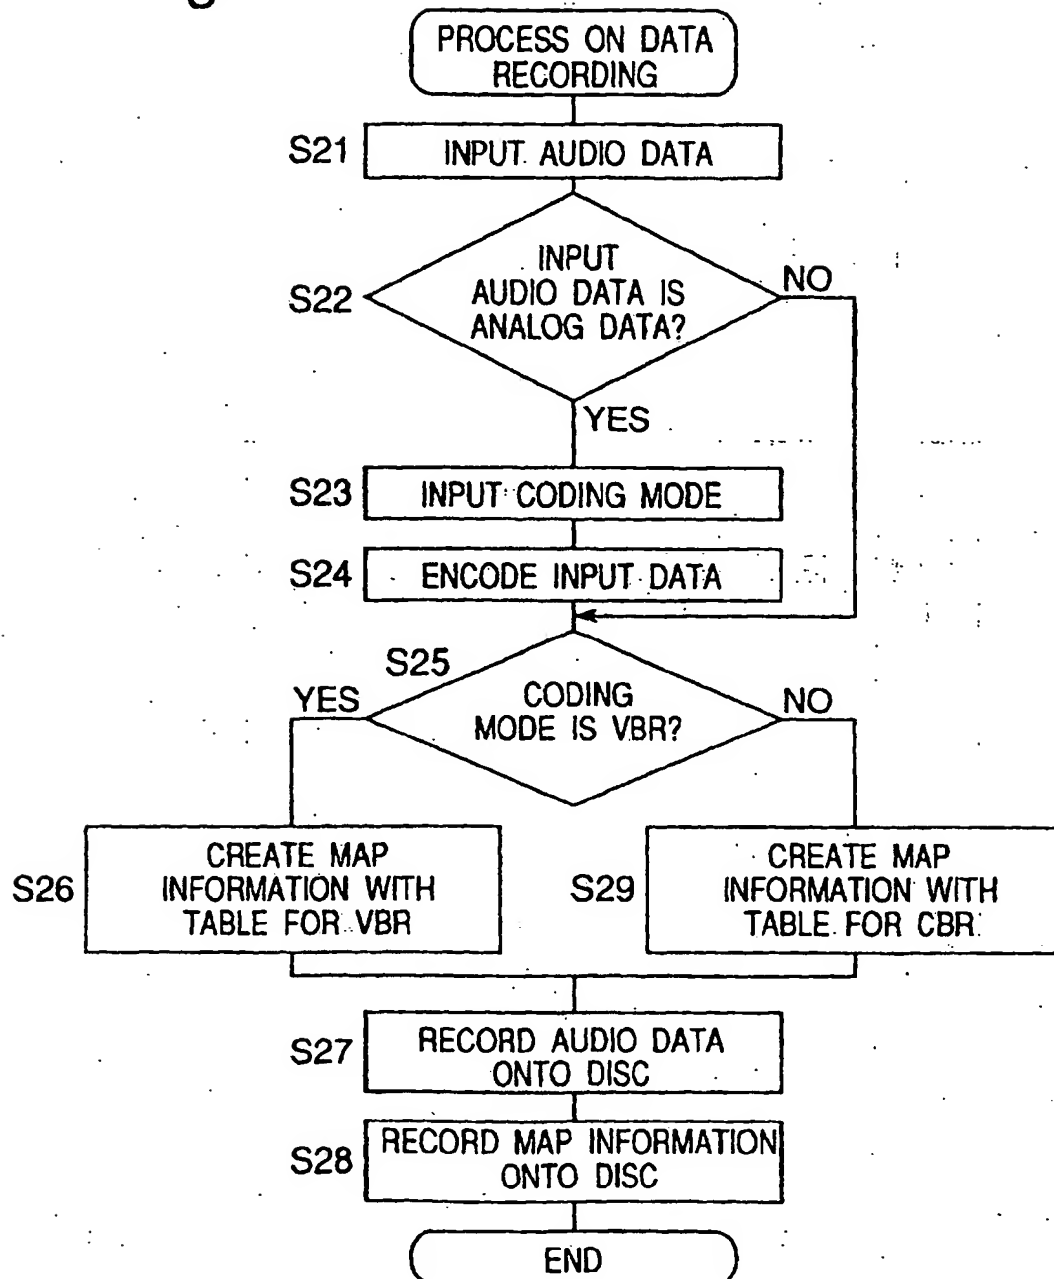 PROCESS ON DATA
RECORDING
S21
INPUT AUDIO DATA
S22
INPUT
AUDIO DATA IS
ANALOG DATA?
NO
YES
S23
INPUT CODING MODE
S24
ENCODE INPUT DATA
S25
CODING
MODE IS VBR?
YES
NO
S26
CREATE MAP
INFORMATION WITH
TABLE FOR VBR
S29
CREATE MAP
INFORMATION WITH
TABLE FOR CBR
S27
RECORD AUDIO DATA
ONTO DISC
S28
RECORD MAP INFORMATION
ONTO DISC
END